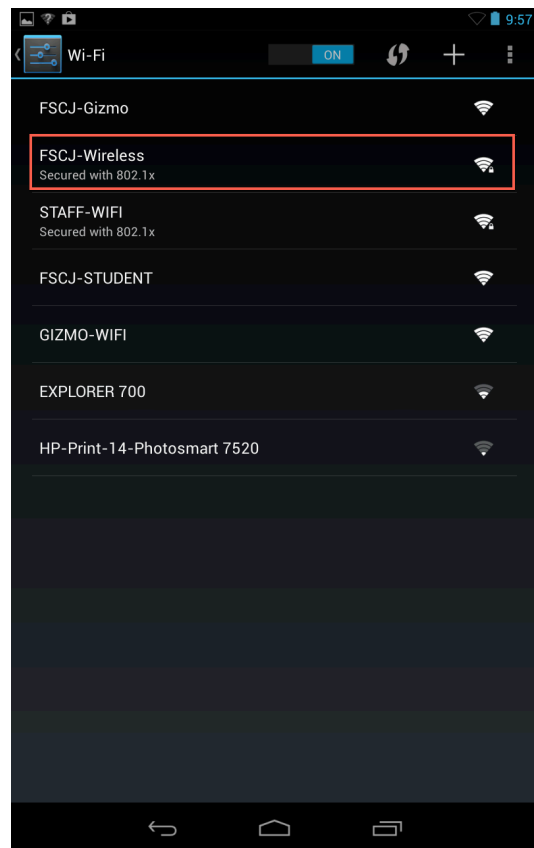 9:57
Wi-Fi
ON
FSCJ-Gizmo
FSCJ-Wireless
Secured with 802.1x
STAFF-WIFI
Secured with 802.1x
FSCJ-STUDENT
GIZMO-WIFI
EXPLORER 700
HP-Print-14-Photosmart 7520